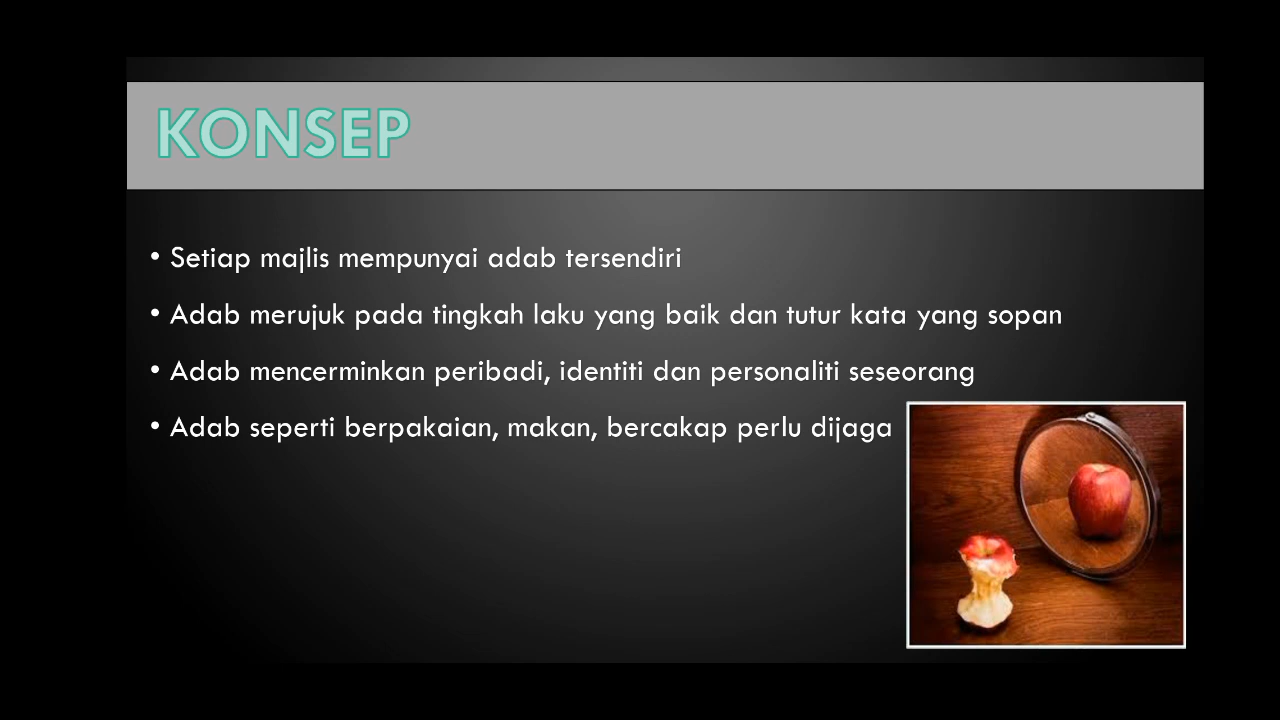 KONSEP
• Setiap majlis mempunyai adab tersendiri
• Adab merujuk pada tingkah laku yang baik dan tutur kata yang sopan
• Adab mencerminkan peribadi, identiti dan personaliti seseorang
• Adab seperti berpakaian, makan, bercakap perlu dijaga